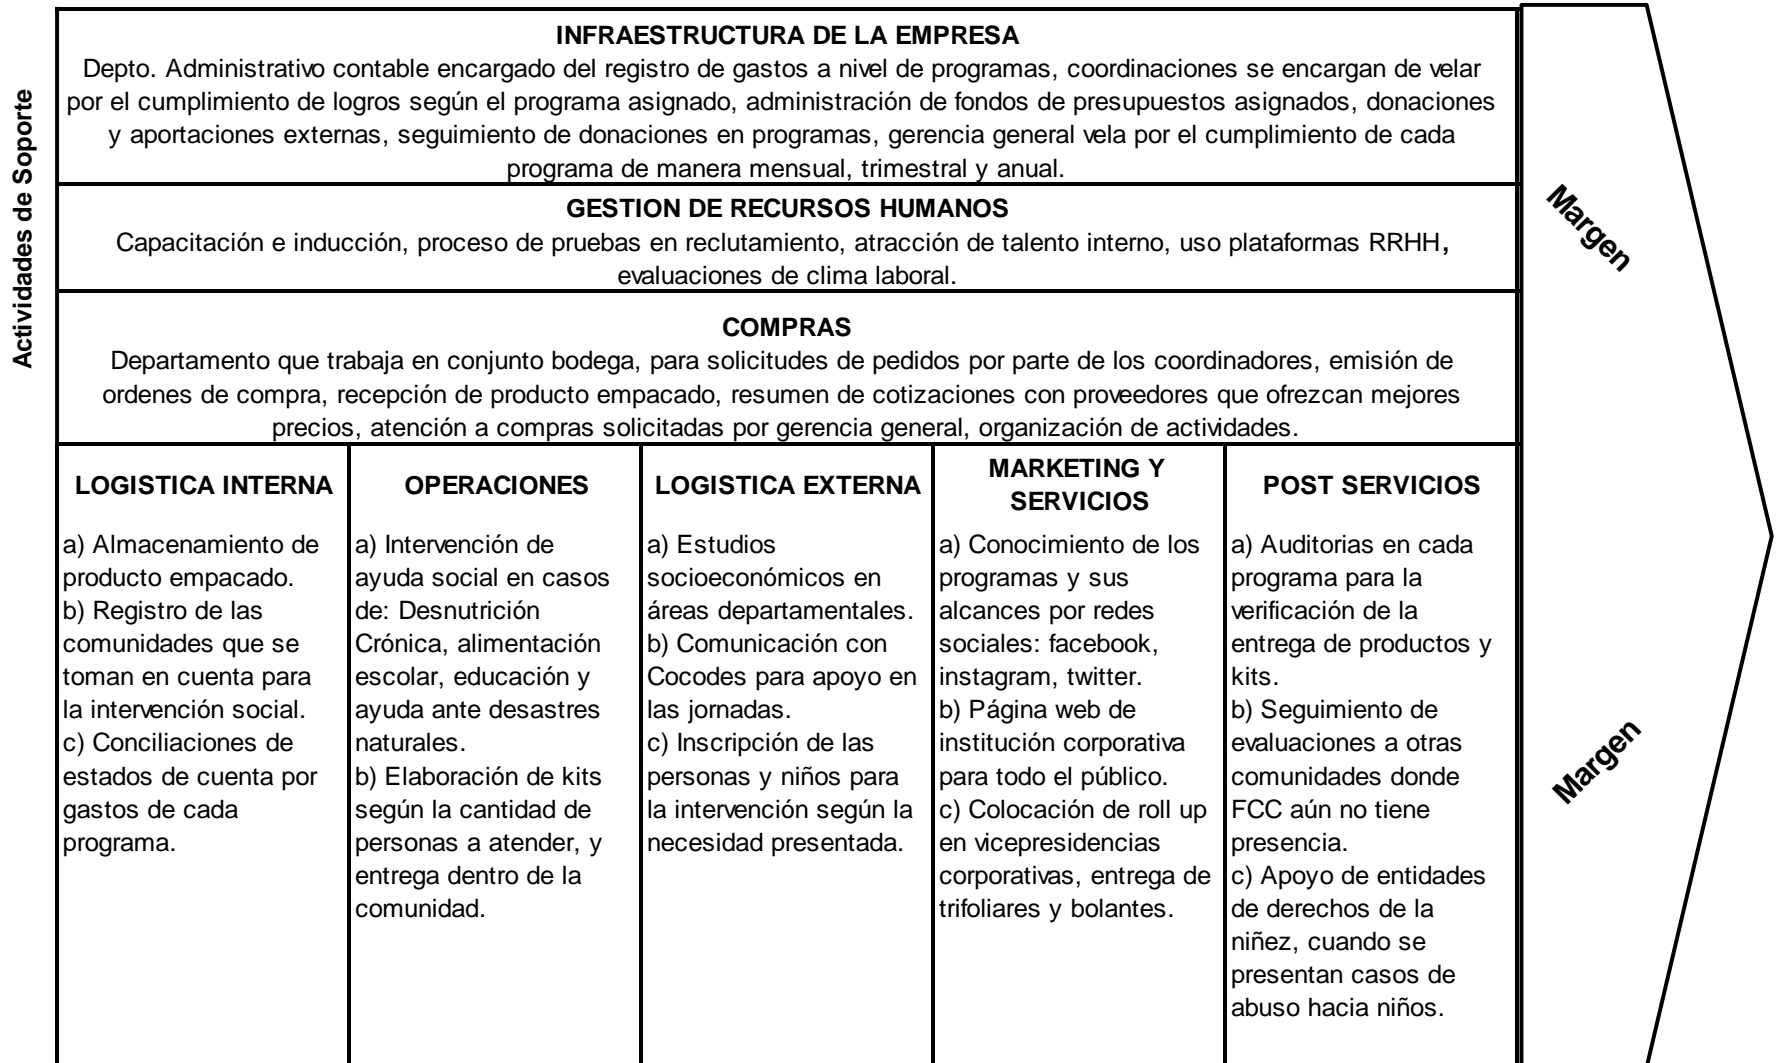 Actividades de Soporte
INFRAESTRUCTURA DE LA EMPRESA
Depto. Administrativo contable encargado del registro de gastos a nivel de programas, coordinaciones se encargan de velar
por el cumplimiento de logros según el programa asignado, administración de fondos de presupuestos asignados, donaciones
y aportaciones externas, seguimiento de donaciones en programas, gerencia general vela por el cumplimiento de cada
programa de manera mensual, trimestral y anual.
GESTION DE RECURSOS HUMANOS
Capacitación e inducción, proceso de pruebas en reclutamiento, atracción de talento interno, uso plataformas RRHH,
evaluaciones de clima laboral.
COMPRAS
Departamento que trabaja en conjunto bodega, para solicitudes de pedidos por parte de los coordinadores, emisión de
ordenes de compra, recepción de producto empacado, resumen de cotizaciones con proveedores que ofrezcan mejores
precios, atención a compras solicitadas por gerencia general, organización de actividades.
LOGISTICA INTERNA
a) Almacenamiento de
producto empacado.
b) Registro de las
comunidades que se
toman en cuenta para
la intervención social.
c) Conciliaciones de
estados de cuenta por
gastos de cada
programa.
OPERACIONES
a) Intervención de
ayuda social en casos
de: Desnutrición
Crónica, alimentación
escolar, educación y
ayuda ante desastres
naturales.
b) Elaboración de kits
según la cantidad de
personas a atender, y
entrega dentro de la
comunidad.
LOGISTICA EXTERNA
a) Estudios
socioeconómicos en
áreas departamentales.
b) Comunicación con
Cocodes para apoyo en
las jornadas.
c) Inscripción de las
personas y niños para
la intervención según la
necesidad presentada.
MARKETING Y
SERVICIOS
a) Conocimiento de los
programas y sus
alcances por redes
sociales: facebook,
instagram, twitter.
b) Página web de
institución corporativa
para todo el público.
c) Colocación de roll up
en vicepresidencias
corporativas, entrega de
trifoliares y bolantes.
POST SERVICIOS
a) Auditorias en cada
programa para la
verificación de la
entrega de productos y
kits.
b) Seguimiento de
evaluaciones a otras
comunidades donde
FCC aún no tiene
presencia.
c) Apoyo de entidades
de derechos de la
niñez, cuando se
presentan casos de
abuso hacia niños.
Margen
Margen